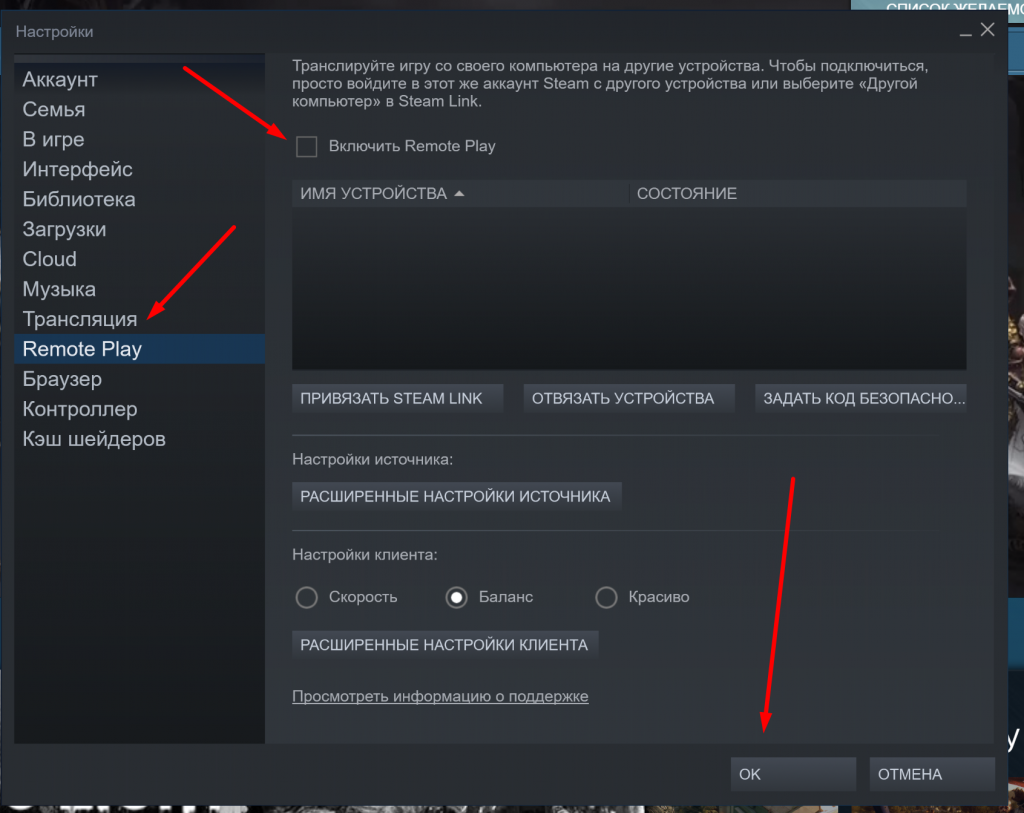 СПИСОК ЖЕЛАЕМО
Настройки
Аккаунт
Семья
В игре
Интерфейс
Библиотека
Загрузки
Cloud
Музыка
Трансляция
Remote Play
Браузер
Контроллер
Кэш шейдеров
Транслируйте игру со своего компьютера на другие устройства. Чтобы подключиться,
просто войдите в этот же аккаунт Steam с другого устройства или выберите «Другой
компьютер» в Steam Link.
Включить Remote Play
ИМЯ УСТРОЙСТВА СОСТОЯНИЕ
ПРИВЯЗАТЬ STEAM LINK ОТВЯЗАТЬ УСТРОЙСТВА ЗАДАТЬ КОД БЕЗОПАСНО...
Настройки источника:
РАСШИРЕННЫЕ НАСТРОЙКИ ИСТОЧНИКА
Настройки клиента:
Скорость Баланс Красиво
РАСШИРЕННЫЕ НАСТРОЙКИ КЛИЕНТА
Просмотреть информацию о поддержке
OK ОТМЕНА